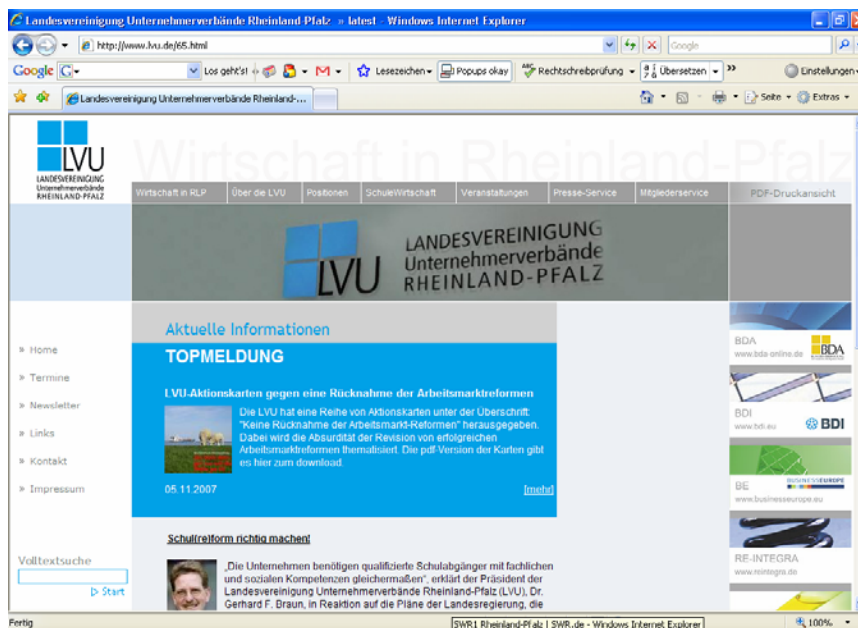 Landesvereinigung Unternehmerverbände Rheinland-Pfalz » latest - Windows Internet Explorer
http://www.lvu.de/65.html
Google
Google G Los geht's! Lesezeichen Popups okay Rechtschreibprüfung Übersetzen » Einstellungen
Landesvereinigung Unternehmerverbände Rheinland-... Seite Extras
LVU
LANDESVEREINIGUNG
Unternehmerverbände
RHEINLAND-PFALZ
Wirtschaft in Rheinland-Pfalz
Wirtschaft in RLP Über die LVU Positionen SchuleWirtschaft Veranstaltungen Presse-Service Mitgliederservice PDF-Druckansicht
LVU
LANDESVEREINIGUNG
Unternehmerverbände
RHEINLAND-PFALZ
» Home
» Termine
» Newsletter
» Links
» Kontakt
» Impressum
Volltextsuche
▷ Start
Aktuelle Informationen
TOPMELDUNG
LVU-Aktionskarten gegen eine Rücknahme der Arbeitsmarktreformen
Die LVU hat eine Reihe von Aktionskarten unter der Überschrift
"Keine Rücknahme der Arbeitsmarkt-Reformen" herausgegeben.
Dabei wird die Absurdität der Revision von erfolgreichen
Arbeitsmarktreformen thematisiert. Die pdf-Version der Karten gibt
es hier zum download.
05.11.2007 [mehr]
Schul(re)form richtig machen!
„Die Unternehmen benötigen qualifizierte Schulabgänger mit fachlichen
und sozialen Kompetenzen gleichermaßen“, erklärt der Präsident der
Landesvereinigung Unternehmerverbände Rheinland-Pfalz (LVU), Dr.
Gerhard F. Braun, in Reaktion auf die Pläne der Landesregierung, die
BDA
www.bda-online.de BDA
BDI
www.bdi.eu BDI
BE BUSINESSEUROPE
www.businesseurope.eu
RE-INTEGRA
www.reintegra.de
Fertig SWR1 Rheinland-Pfalz | SWR.de - Windows Internet Explorer 100%